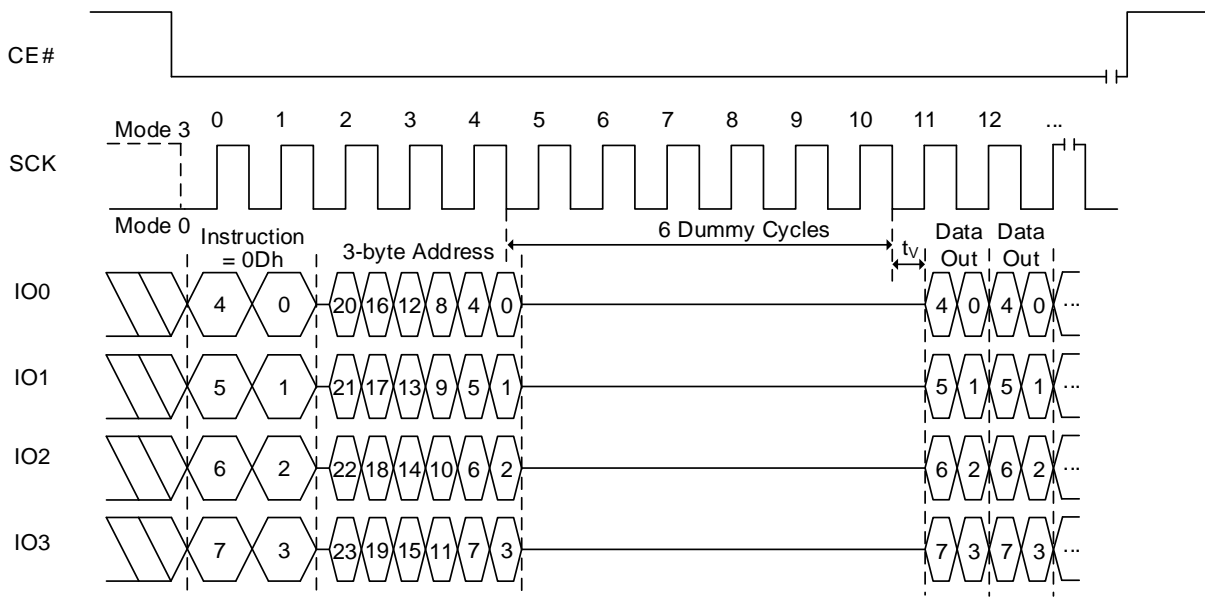 CE#
0 1 2 3 4 5 6 7 8 9 10 11 12 ...
Mode 3
SCK
Mode 0
Instruction
= 0Dh
3-byte Address
6 Dummy Cycles
tV
Data
Out
Data
Out
IO0 4 0 20 16 12 8 4 0 4 0 4 0 ...
IO1 5 1 21 17 13 9 5 1 5 1 5 1 ...
IO2 6 2 22 18 14 10 6 2 6 2 6 2 ...
IO3 7 3 23 19 15 11 7 3 7 3 7 3 ...